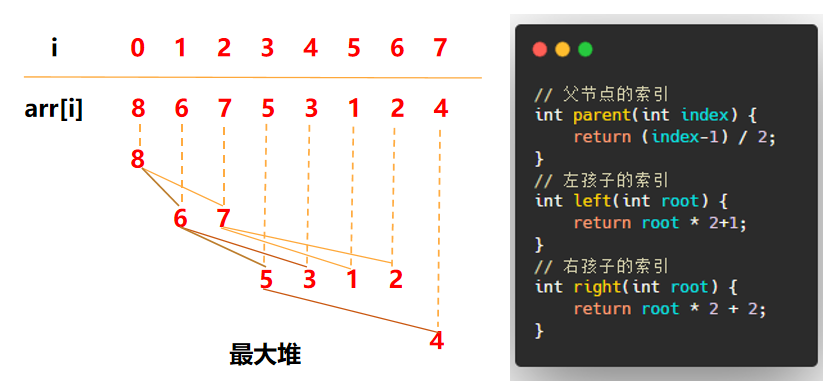 i 0 1 2 3 4 5 6 7
arr[i] 8 6 7 5 3 1 2 4
8
6 7
5 3 1 2
4
最大堆
// 父节点的索引
int parent(int index) {
    return (index-1) / 2;
}
// 左孩子的索引
int left(int root) {
    return root * 2+1;
}
// 右孩子的索引
int right(int root) {
    return root * 2 + 2;
}